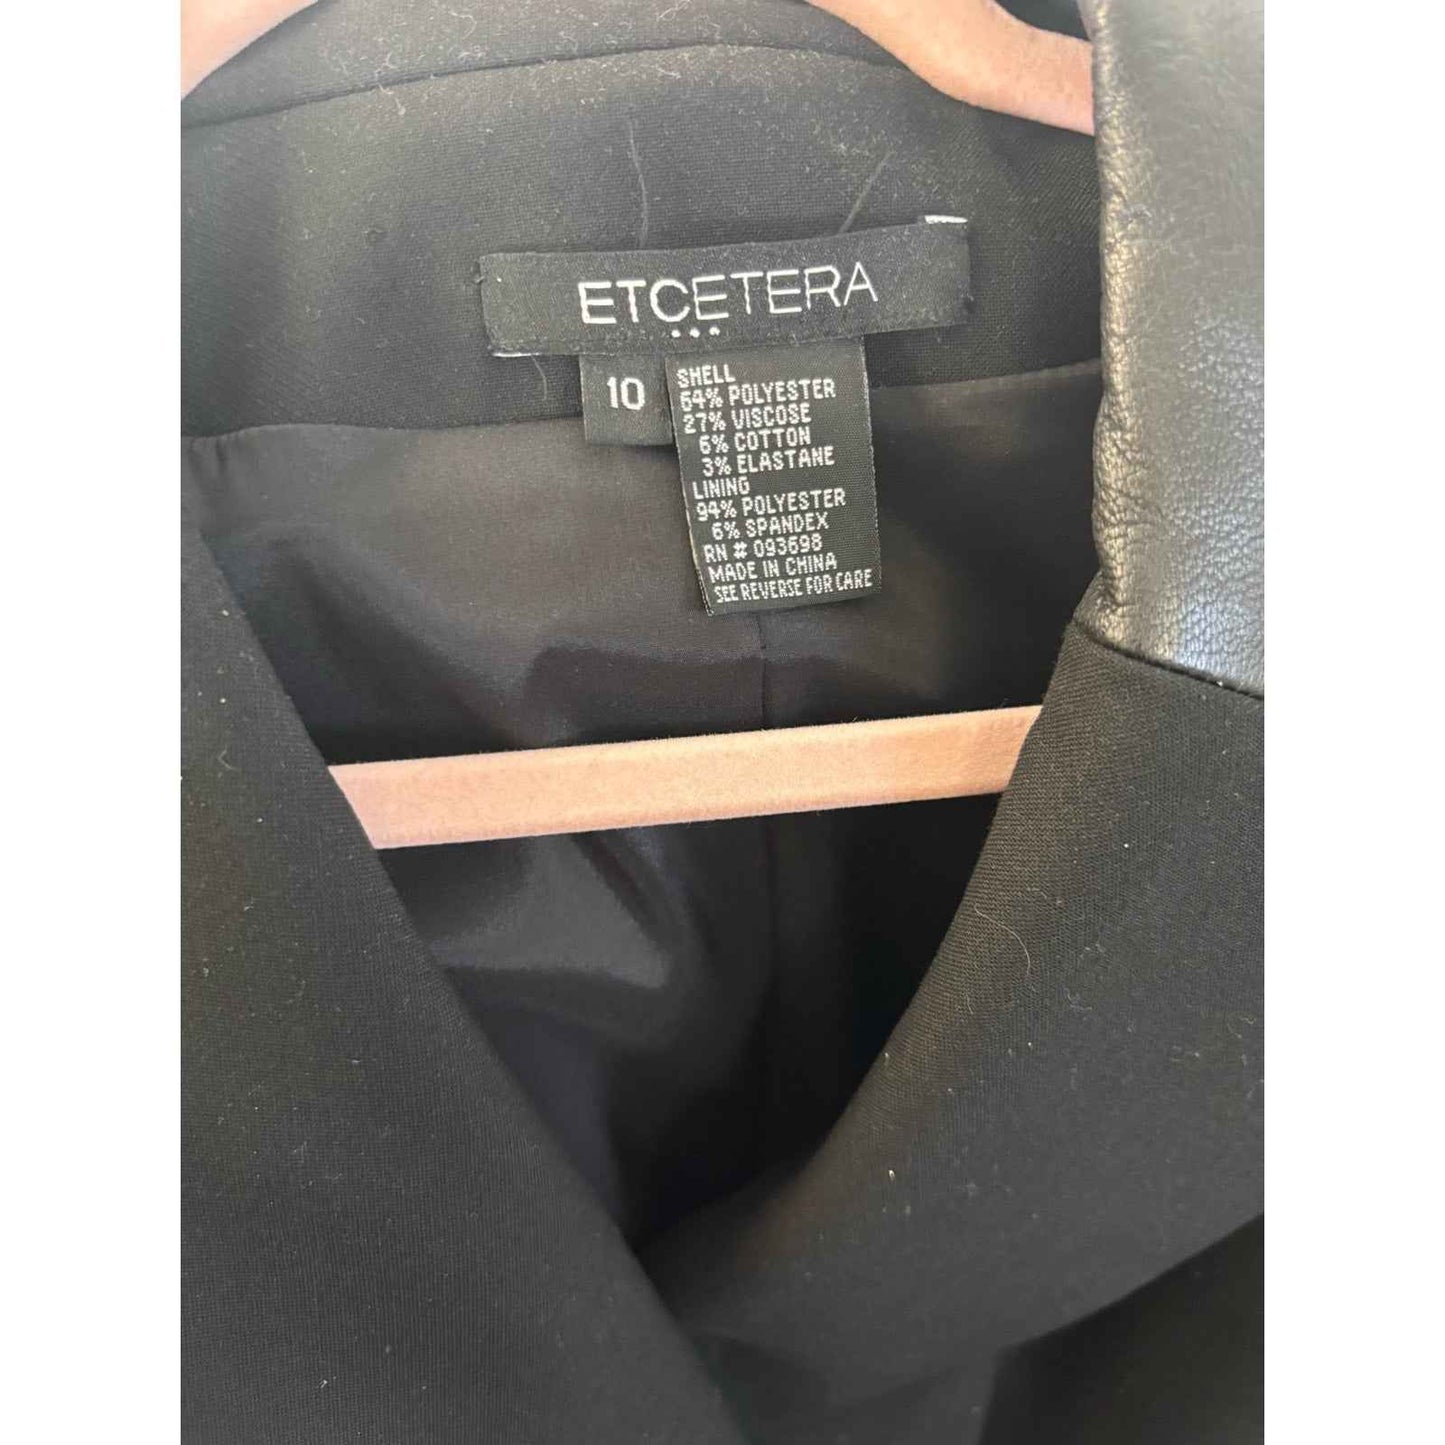 ETCETERA
10
SHELL
64% POLYESTER
27% VISCOSE
6% COTTON
3% ELASTANE
LINING
94% POLYESTER
6% SPANDEX
RN # 093698
MADE IN CHINA
SEE REVERSE FOR CARE